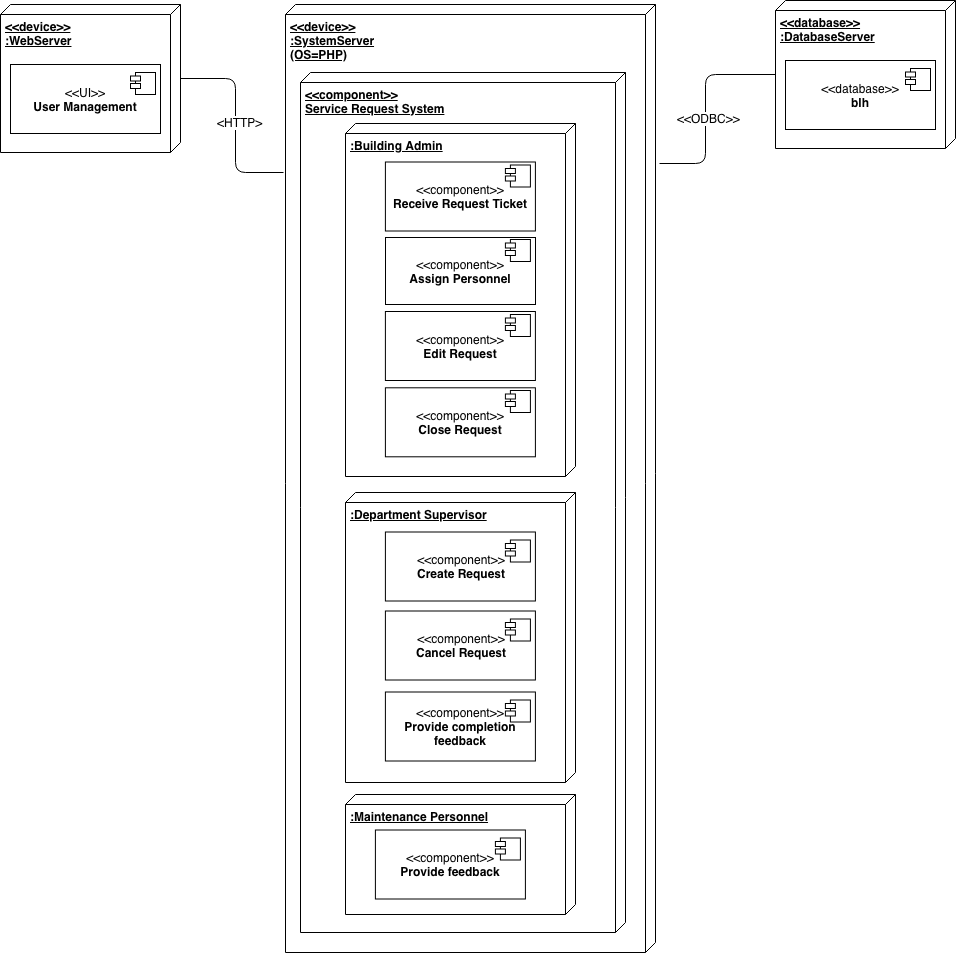 <<device>>
:WebServer
<<UI>>
User Management
<HTTP>
<<device>>
:SystemServer
(OS=PHP)
<<component>>
Service Request System
:Building Admin
<<component>>
Receive Request Ticket
<<component>>
Assign Personnel
<<component>>
Edit Request
<<component>>
Close Request
:Department Supervisor
<<component>>
Create Request
<<component>>
Cancel Request
<<component>>
Provide completion
feedback
:Maintenance Personnel
<<component>>
Provide feedback
<<ODBC>>
<<database>>
:DatabaseServer
<<database>>
blh